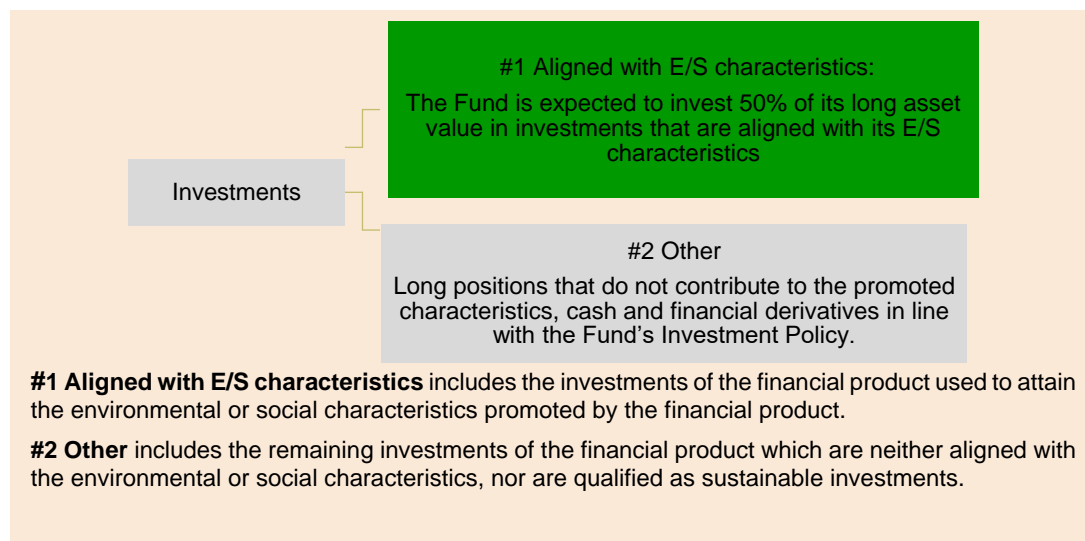 #1 Aligned with E/S characteristics:
The Fund is expected to invest 50% of its long asset
value in investments that are aligned with its E/S
characteristics
Investments
#2 Other
Long positions that do not contribute to the promoted
characteristics, cash and financial derivatives in line
with the Fund's Investment Policy.
#1 Aligned with E/S characteristics includes the investments of the financial product used to attain
the environmental or social characteristics promoted by the financial product.
#2 Other includes the remaining investments of the financial product which are neither aligned with
the environmental or social characteristics, nor are qualified as sustainable investments.